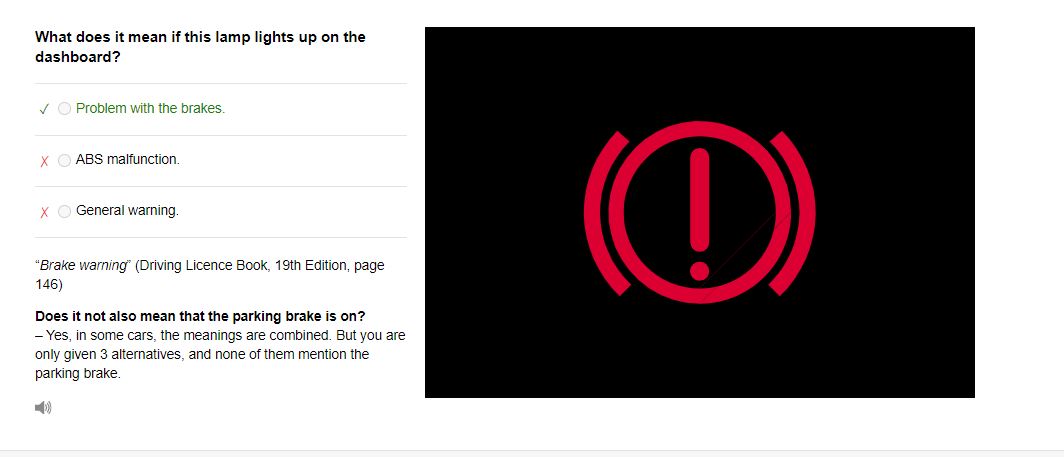 What does it mean if this lamp lights up on the
dashboard?
✓ Problem with the brakes.
X ABS malfunction.
X General warning.
“Brake warning” (Driving Licence Book, 19th Edition, page
146)
Does it not also mean that the parking brake is on?
– Yes, in some cars, the meanings are combined. But you are
only given 3 alternatives, and none of them mention the
parking brake.